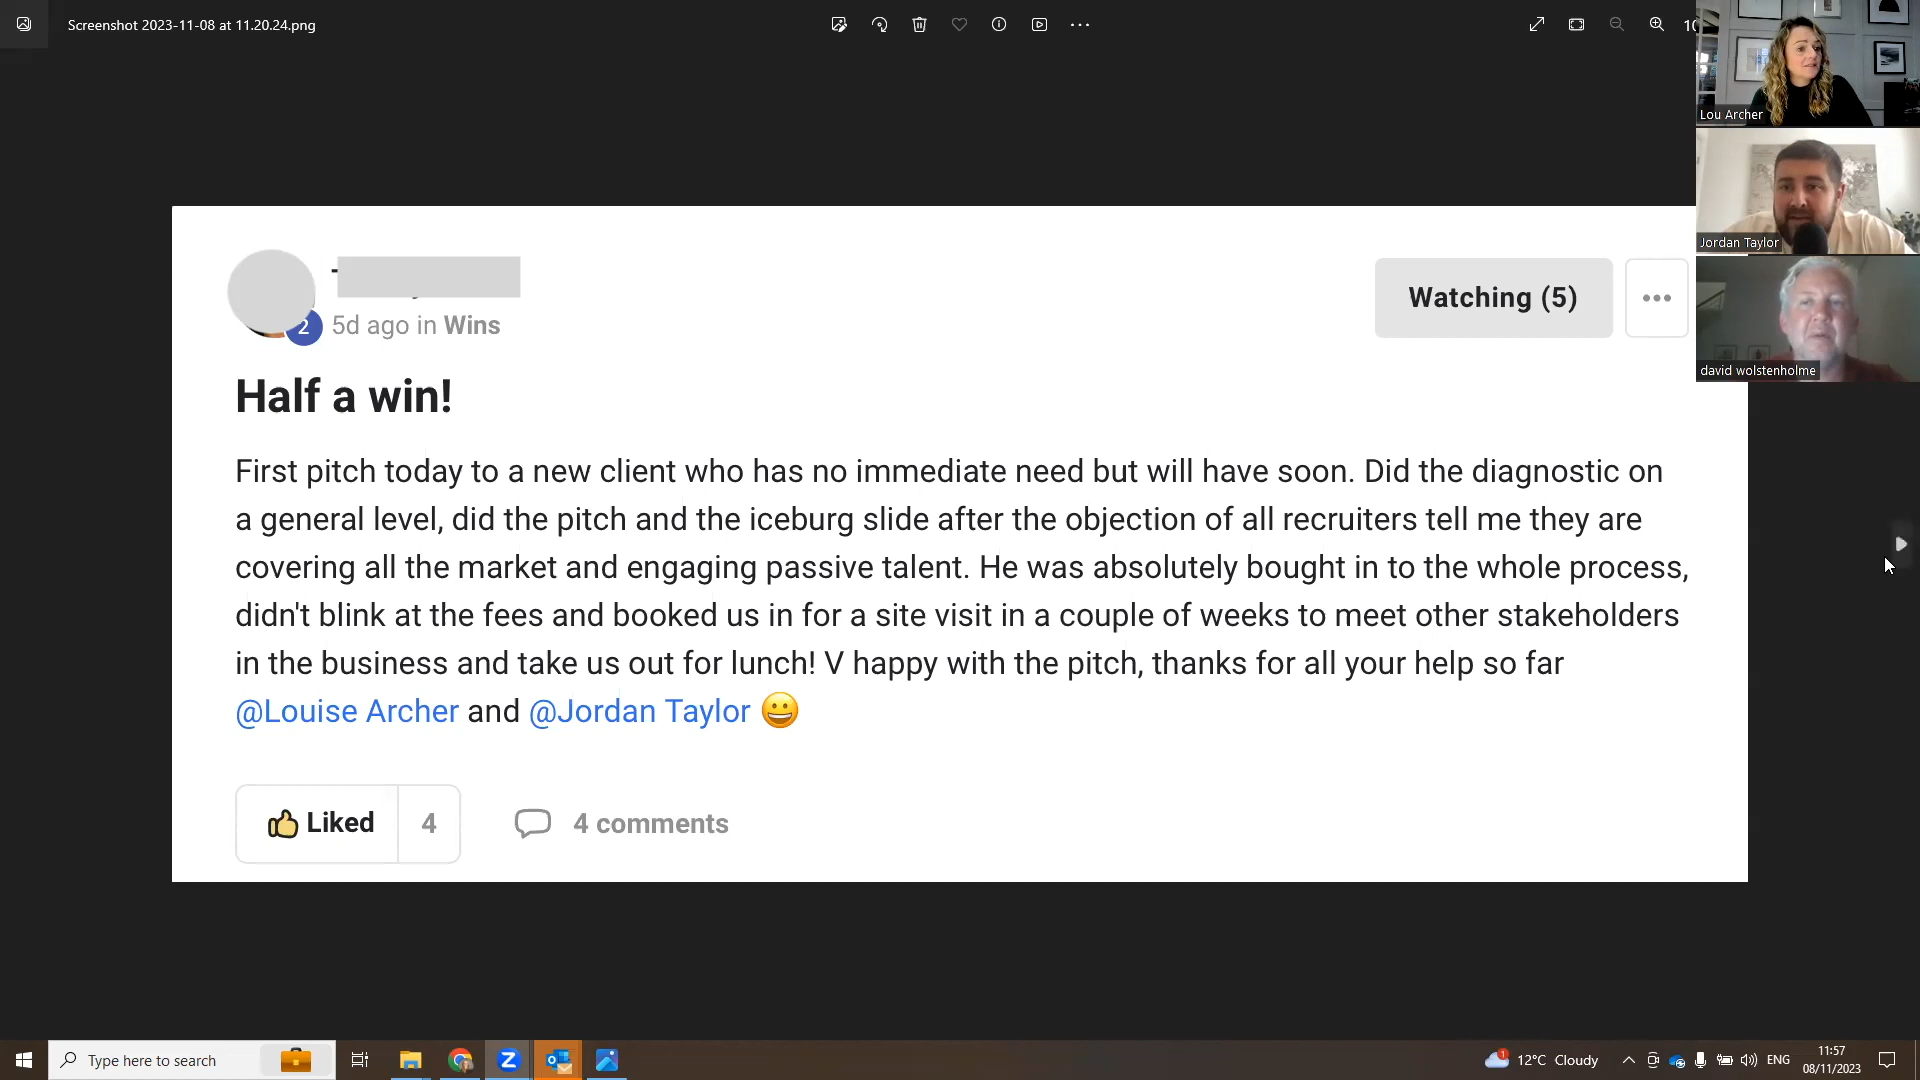 Screenshot 2023-11-08 at 11.20.24.png
Lou Archer
Jordan Taylor
david wolstenholme
2
5d ago in Wins
Watching (5)
Half a win!
First pitch today to a new client who has no immediate need but will have soon. Did the diagnostic on
a general level, did the pitch and the iceburg slide after the objection of all recruiters tell me they are
covering all the market and engaging passive talent. He was absolutely bought in to the whole process,
didn't blink at the fees and booked us in for a site visit in a couple of weeks to meet other stakeholders
in the business and take us out for lunch! V happy with the pitch, thanks for all your help so far
@Louise Archer and @Jordan Taylor 😀
Liked 4
4 comments
Type here to search
1
12°C Cloudy
ENG
11:57
08/11/2023